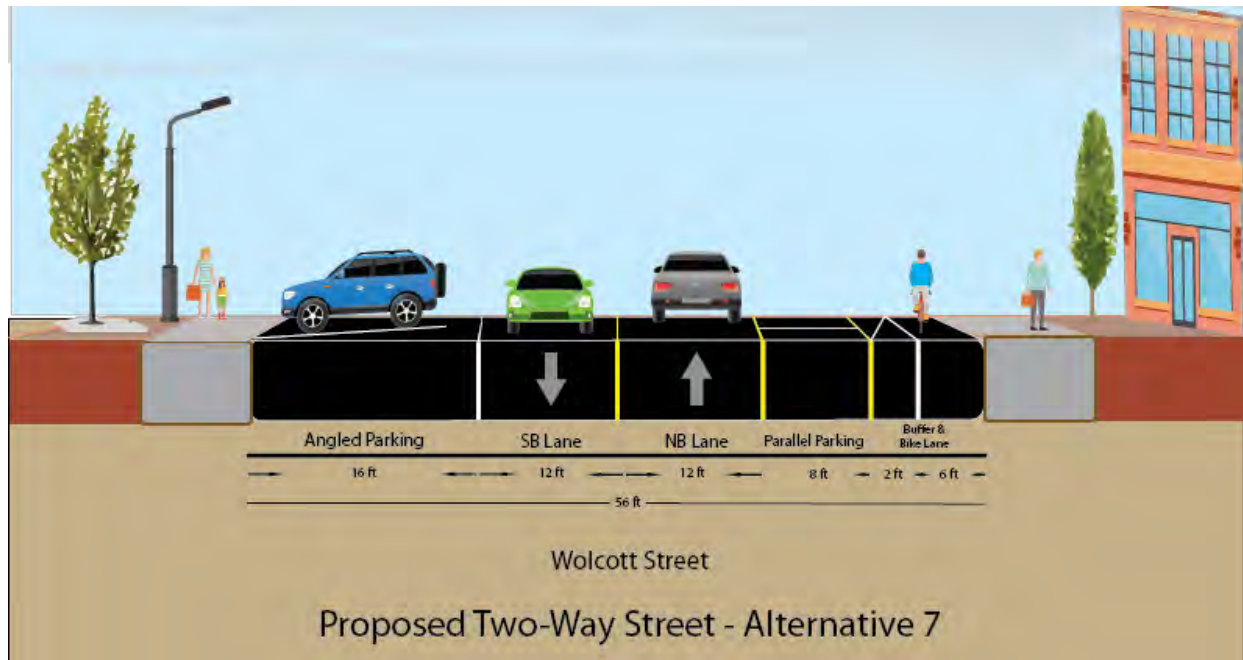 Angled Parking
SB Lane
NB Lane
Parallel Parking
Buffer &
Bike Lane
16 ft
12 ft
12 ft
8 ft
2 ft
6 ft
56 ft
Wolcott Street
Proposed Two-Way Street - Alternative 7